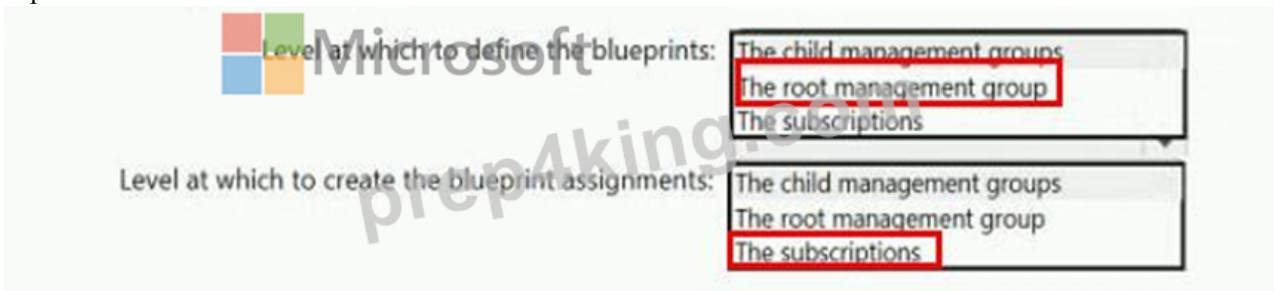 Microsoft
Level at which to define the blueprints:
The child management groups
The root management group
The subscriptions
prep4king.com
Level at which to create the blueprint assignments:
The child management groups
The root management group
The subscriptions